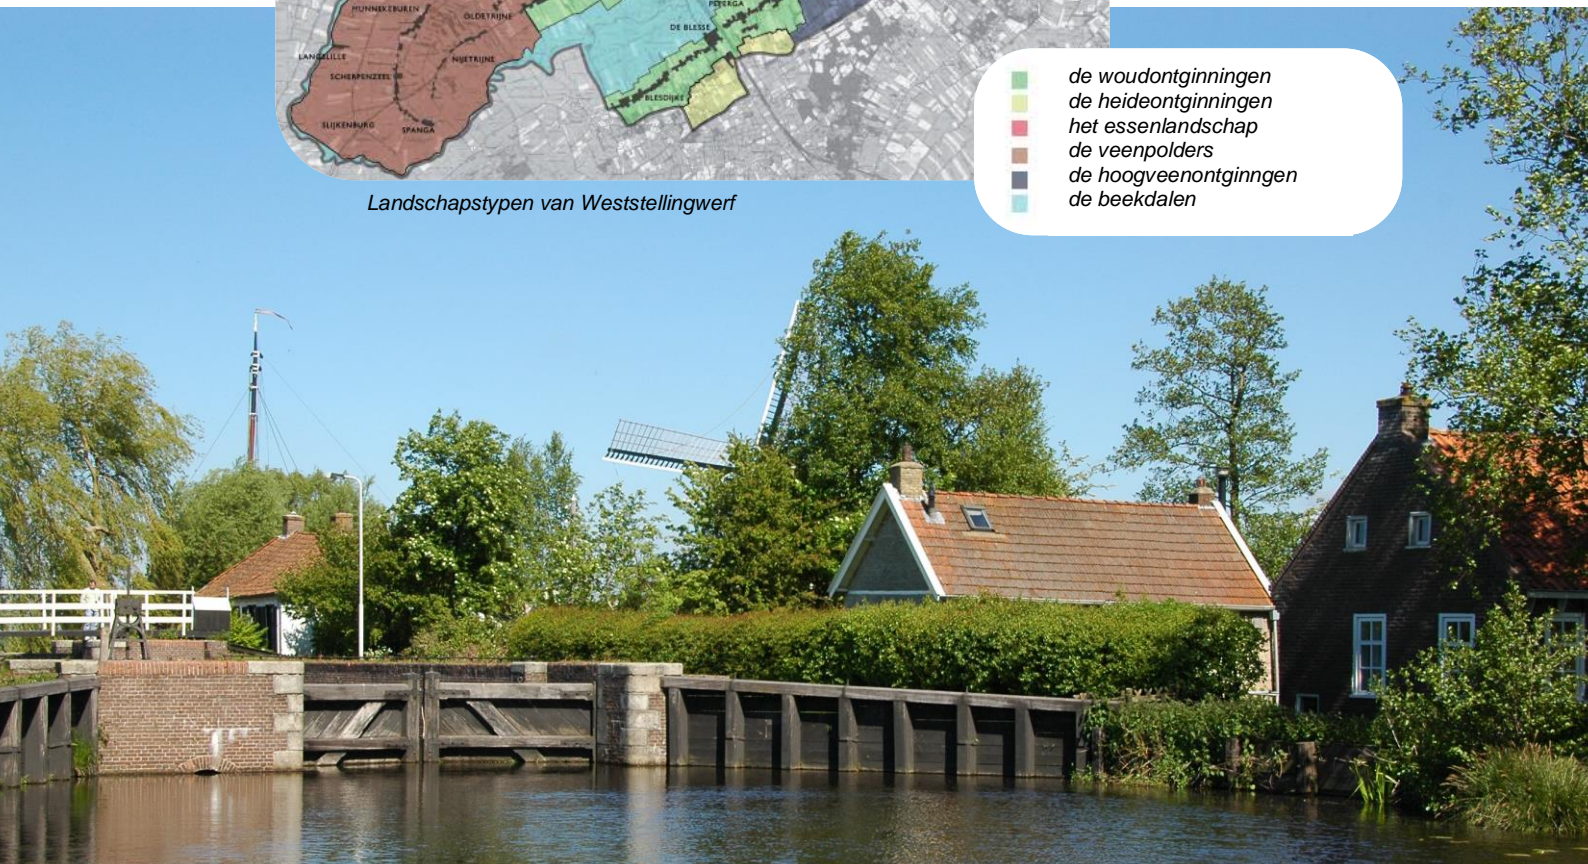 MUNNEKEBUREN
OLDETRIJNE
PEPERGA
DE BLESSE
LANGELILLE
NIJETRIJNE
SCHERPENZEEL
BLESDIJKE
SLIJKENBURG
SPANGA
de woudontginningen
de heideontginningen
het essenlandschap
de veenpolders
de hoogveenontginngen
de beekdalen
Landschapstypen van Weststellingwerf